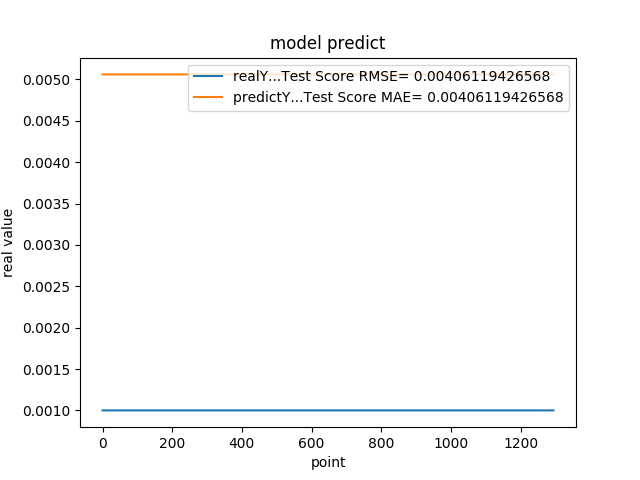 model predict
realY...Test Score RMSE= 0.00406119426568
predictY...Test Score MAE= 0.00406119426568
real value
0.0050
0.0045
0.0040
0.0035
0.0030
0.0025
0.0020
0.0015
0.0010
0 200 400 600 800 1000 1200
point